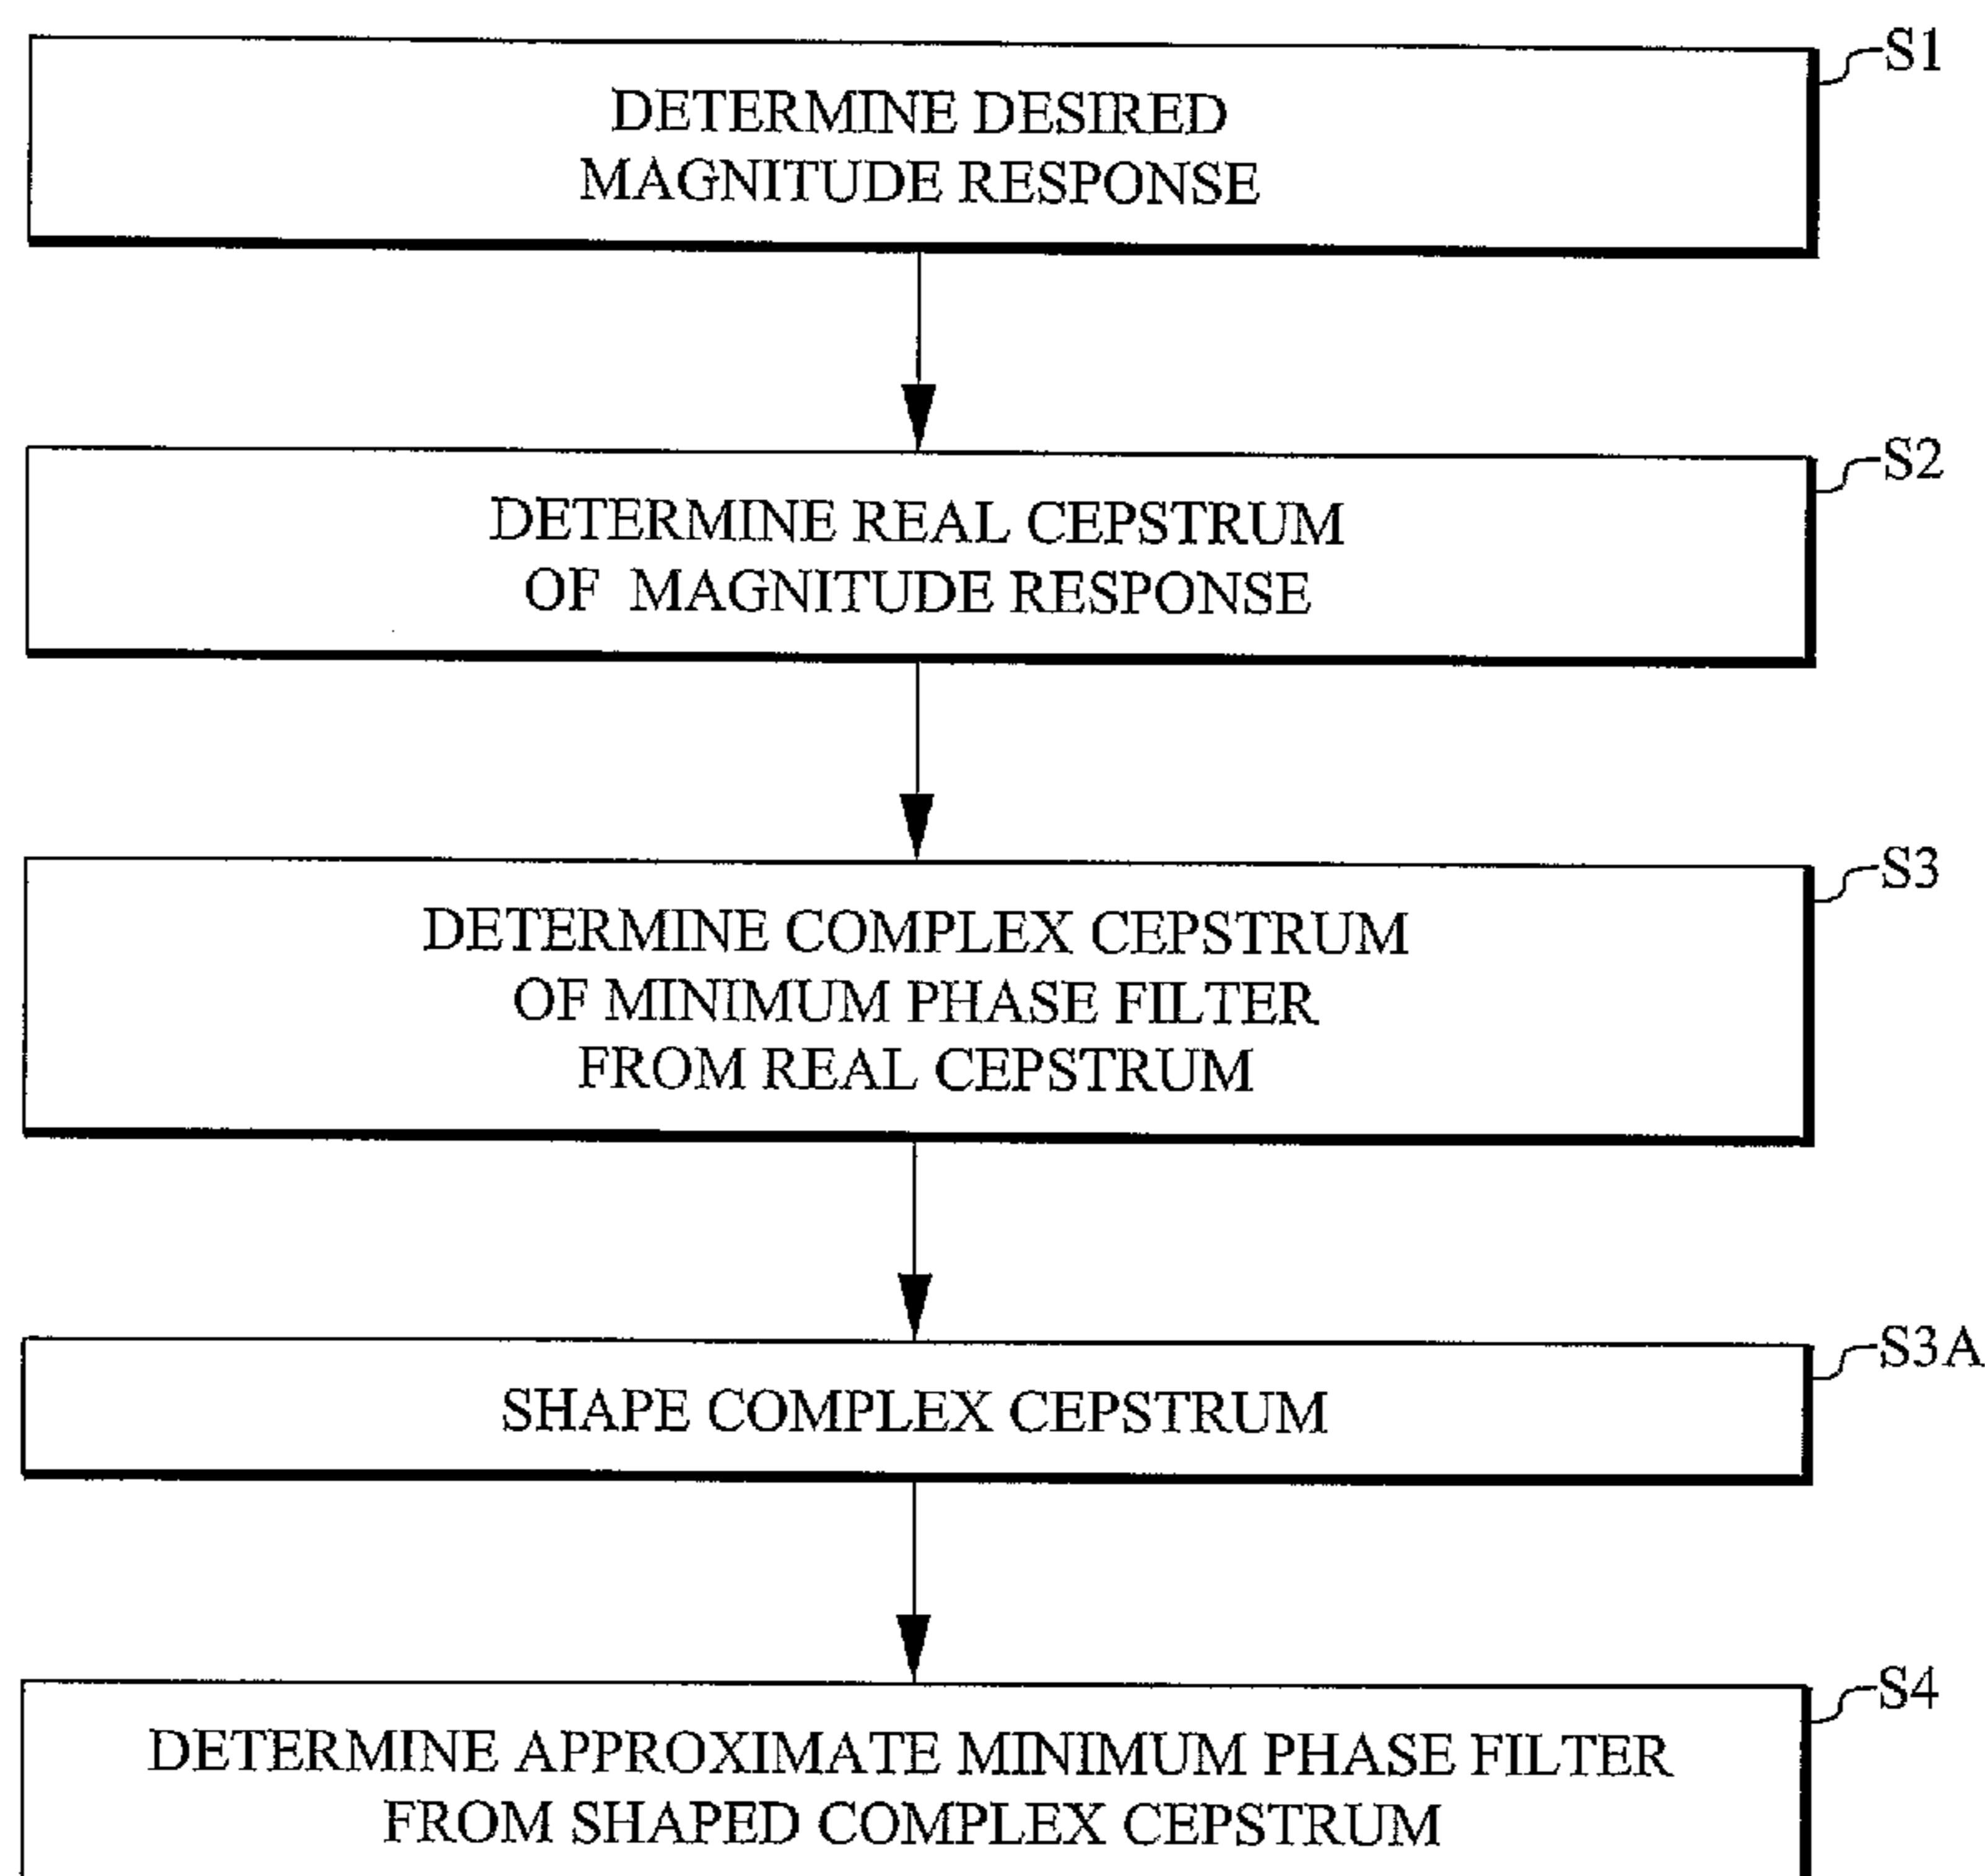 S1
DETERMINE DESIRED
MAGNITUDE RESPONSE
S2
DETERMINE REAL CEPSTRUM
OF MAGNITUDE RESPONSE
S3
DETERMINE COMPLEX CEPSTRUM
OF MINIMUM PHASE FILTER
FROM REAL CEPSTRUM
S3A
SHAPE COMPLEX CEPSTRUM
S4
DETERMINE APPROXIMATE MINIMUM PHASE FILTER
FROM SHAPED COMPLEX CEPSTRUM